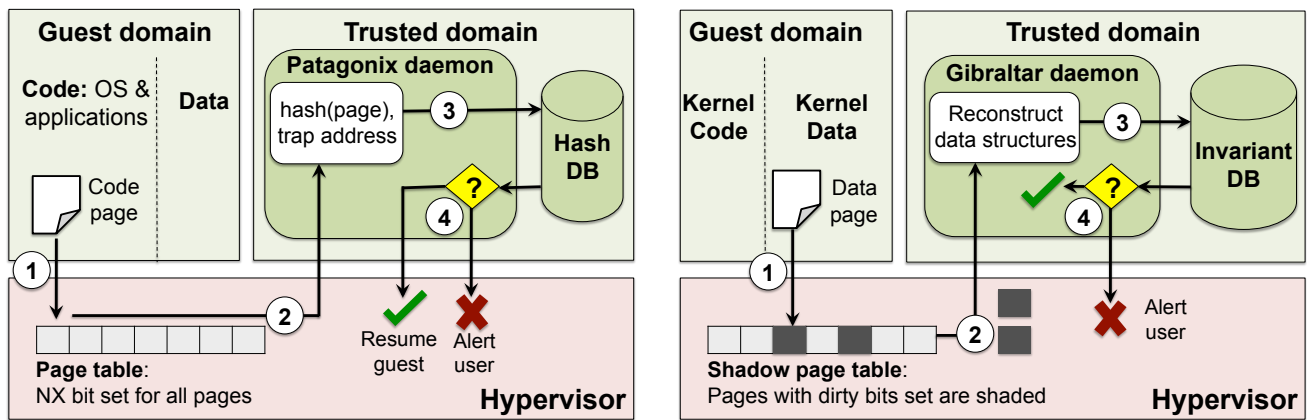 Guest domain
Trusted domain
Code: OS &
applications
Data
Patagonix daemon
hash(page),
trap address
3
Hash
DB
Code
page
?
4
1
2
Resume
guest
Alert
user
Page table:
NX bit set for all pages
Hypervisor
Guest domain
Trusted domain
Kernel
Code
Kernel
Data
Gibraltar daemon
Reconstruct
data structures
3
Invariant
DB
Data
page
?
4
1
2
Alert
user
Shadow page table:
Pages with dirty bits set are shaded
Hypervisor